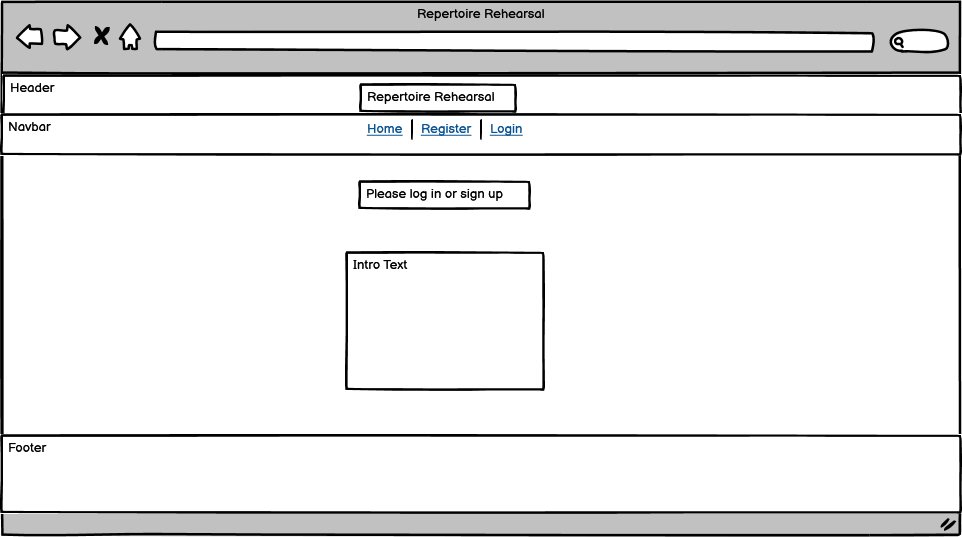 Repertoire Rehearsal
Header
Repertoire Rehearsal
Navbar
Home Register Login
Please log in or sign up
Intro Text
Footer